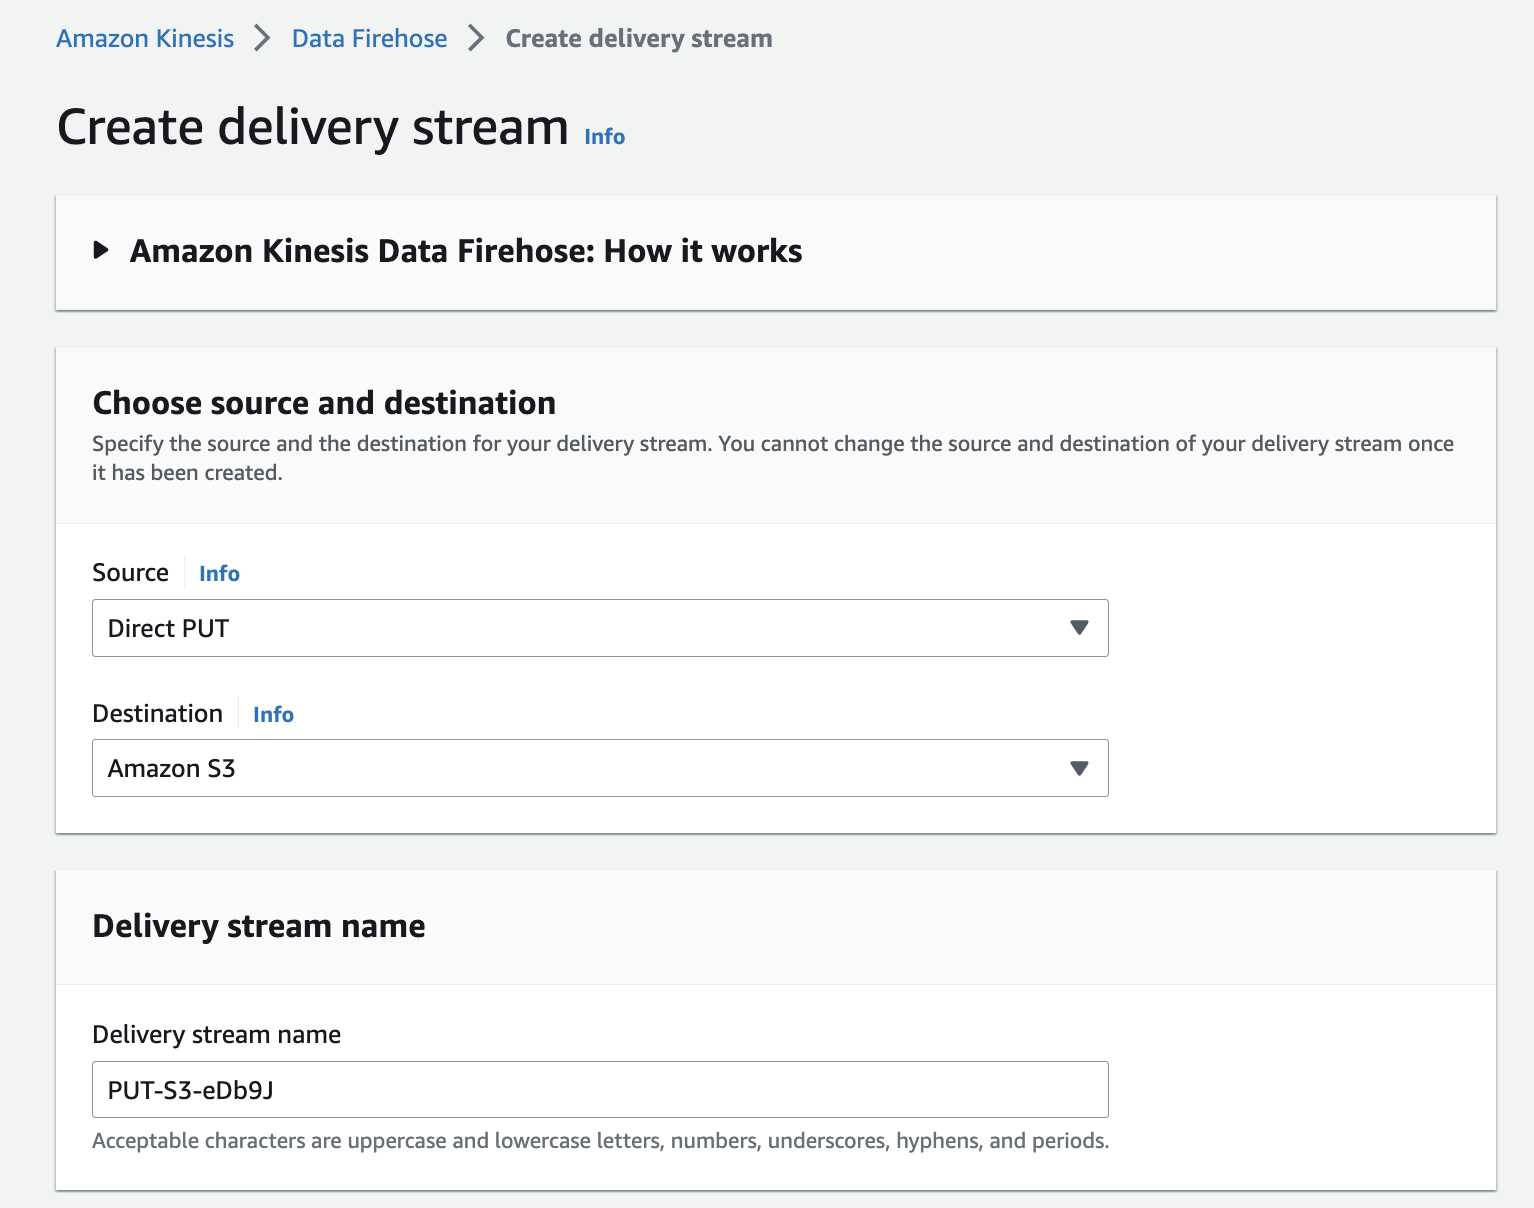 Amazon Kinesis > Data Firehose > Create delivery stream
Create delivery stream Info
Amazon Kinesis Data Firehose: How it works
Choose source and destination
Specify the source and the destination for your delivery stream. You cannot change the source and destination of your delivery stream once
it has been created.
Source Info
Direct PUT
Destination Info
Amazon S3
Delivery stream name
Delivery stream name
PUT-S3-eDb9J
Acceptable characters are uppercase and lowercase letters, numbers, underscores, hyphens, and periods.